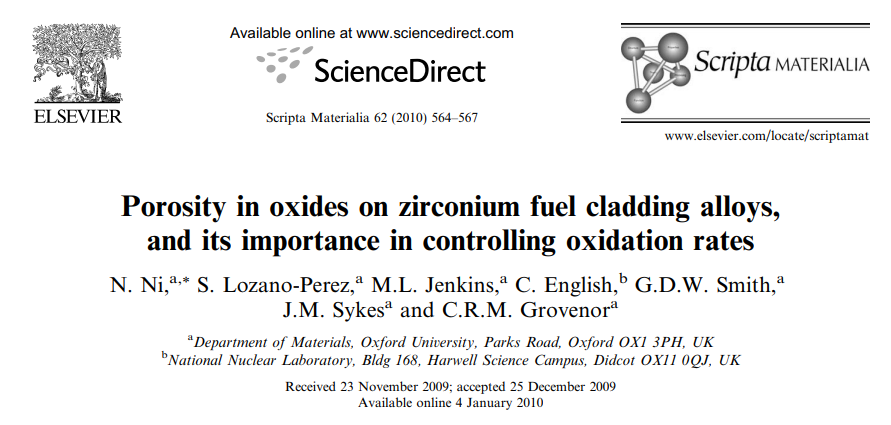 Available online at www.sciencedirect.com
ScienceDirect
ELSEVIER
Scripta MATERIALIA
Scripta Materialia 62 (2010) 564–567
www.elsevier.com/locate/scriptamat
Porosity in oxides on zirconium fuel cladding alloys,
and its importance in controlling oxidation rates
N. Ni,a,* S. Lozano-Perez,a M.L. Jenkins,a C. English,b G.D.W. Smith,a
J.M. Sykesa and C.R.M. Grovenora
aDepartment of Materials, Oxford University, Parks Road, Oxford OX1 3PH, UK
bNational Nuclear Laboratory, Bldg 168, Harwell Science Campus, Didcot OX11 0QJ, UK
Received 23 November 2009; accepted 25 December 2009
Available online 4 January 2010